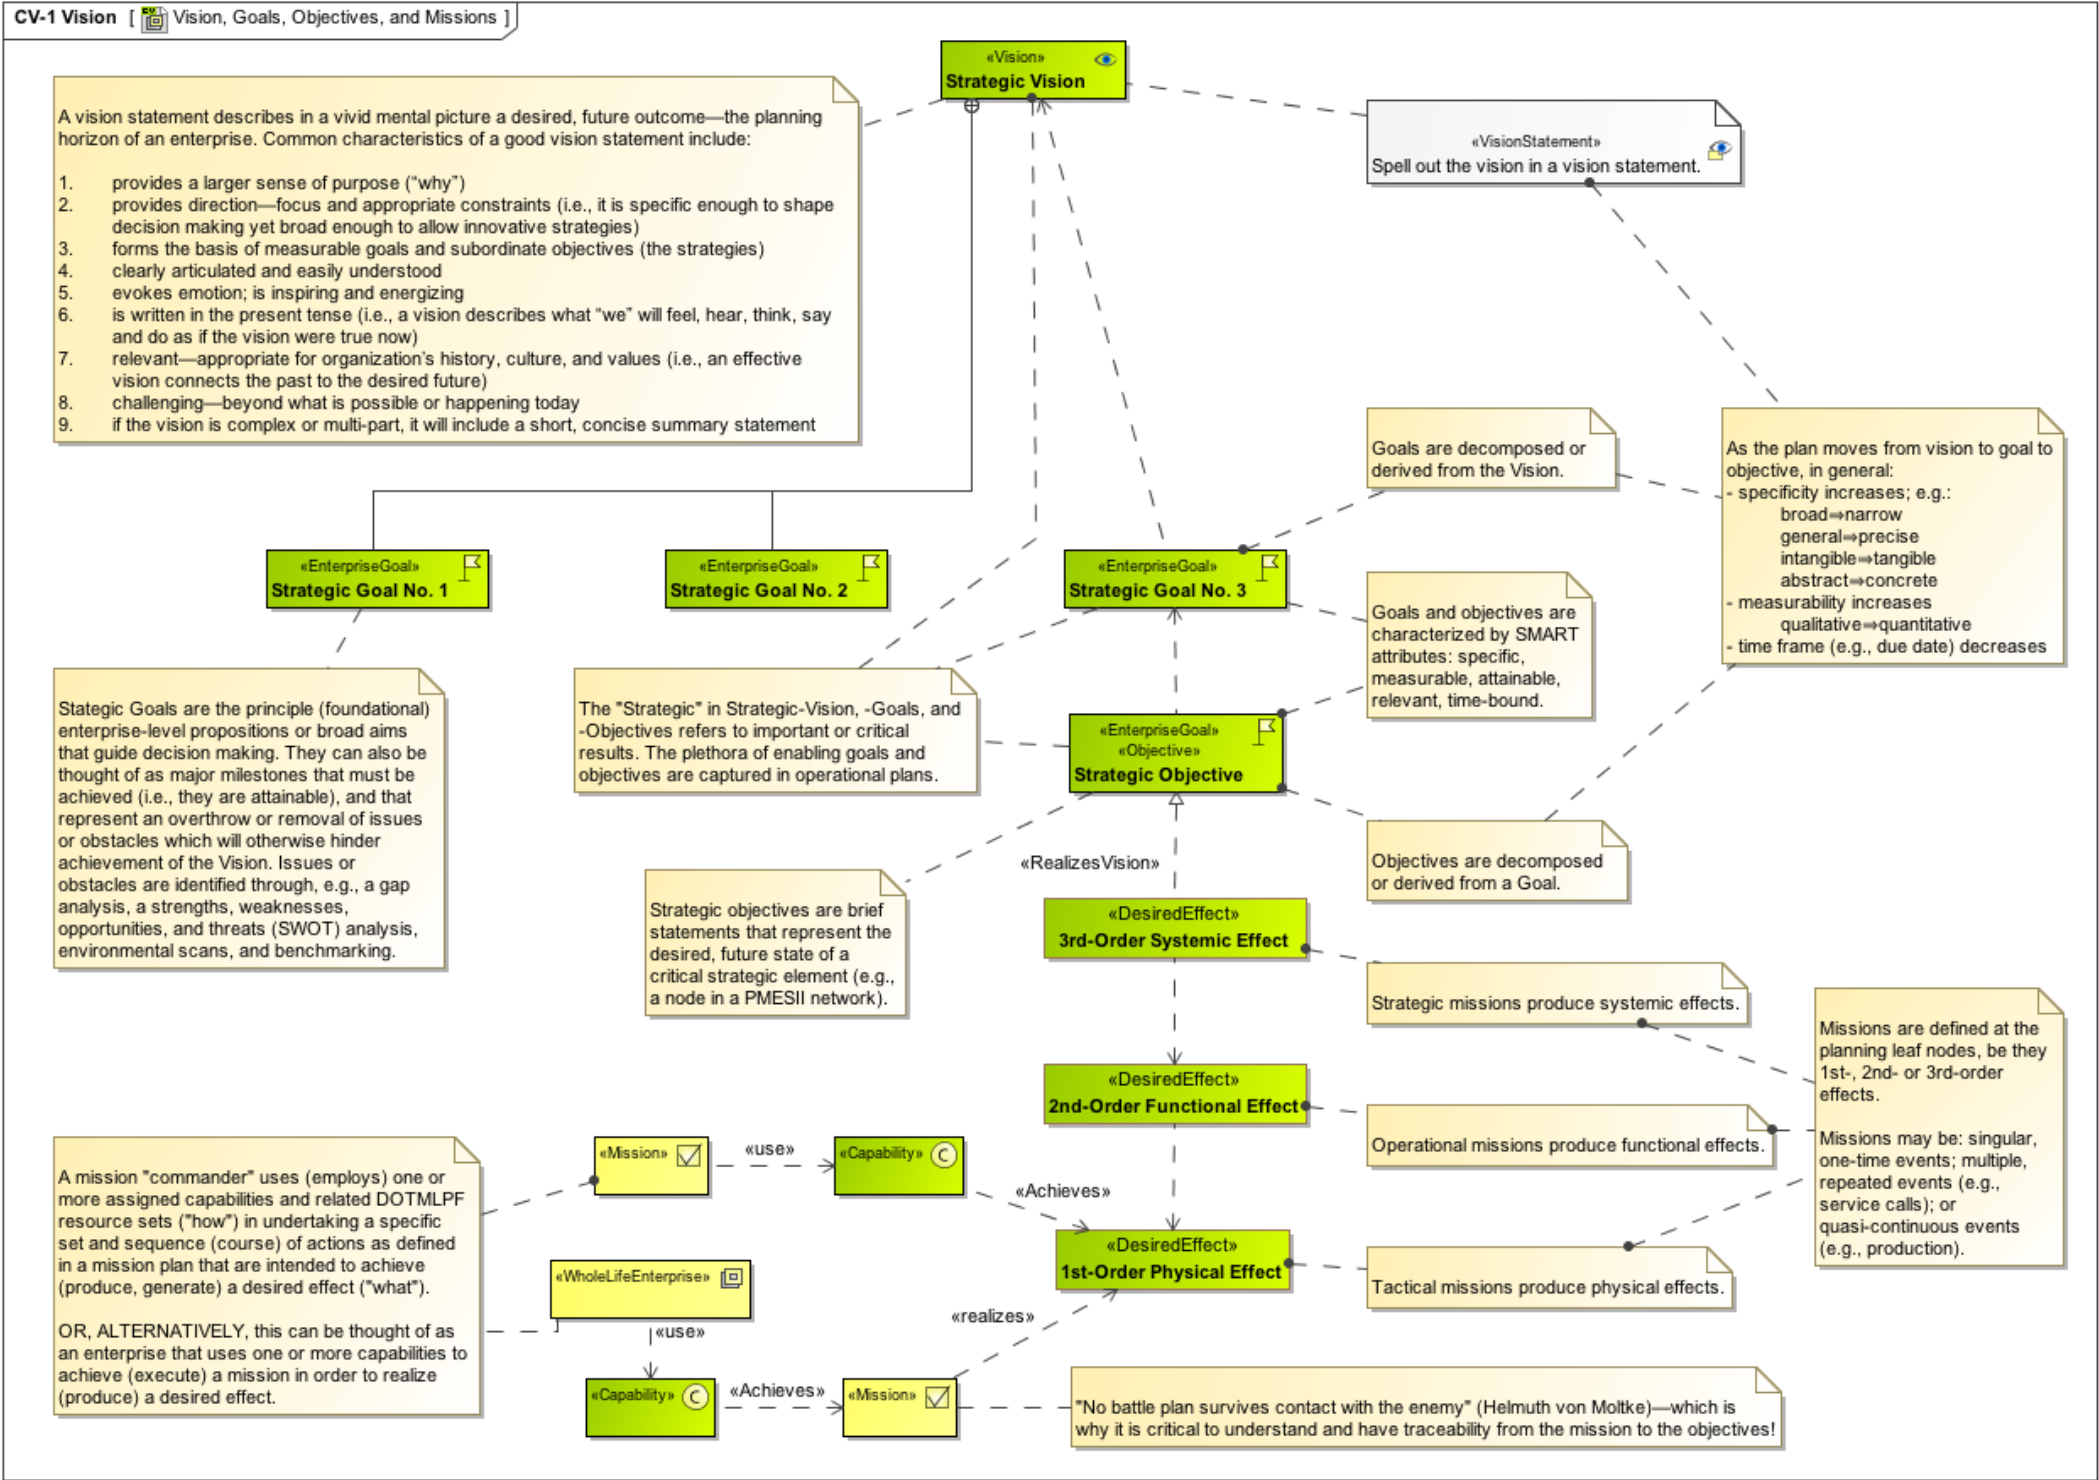 CV-1 Vision [ Vision, Goals, Objectives, and Missions ]
«Vision»
Strategic Vision
A vision statement describes in a vivid mental picture a desired, future outcome—the planning
horizon of an enterprise. Common characteristics of a good vision statement include:
1. provides a larger sense of purpose (“why”)
2. provides direction—focus and appropriate constraints (i.e., it is specific enough to shape
decision making yet broad enough to allow innovative strategies)
3. forms the basis of measurable goals and subordinate objectives (the strategies)
4. clearly articulated and easily understood
5. evokes emotion; is inspiring and energizing
6. is written in the present tense (i.e., a vision describes what “we” will feel, hear, think, say
and do as if the vision were true now)
7. relevant—appropriate for organization’s history, culture, and values (i.e., an effective
vision connects the past to the desired future)
8. challenging—beyond what is possible or happening today
9. if the vision is complex or multi-part, it will include a short, concise summary statement
«VisionStatement»
Spell out the vision in a vision statement.
Goals are decomposed or
derived from the Vision.
As the plan moves from vision to goal to
objective, in general:
- specificity increases; e.g.:
broad⇒narrow
general⇒precise
intangible⇒tangible
abstract⇒concrete
- measurability increases
qualitative⇒quantitative
- time frame (e.g., due date) decreases
«EnterpriseGoal»
Strategic Goal No. 1
«EnterpriseGoal»
Strategic Goal No. 2
«EnterpriseGoal»
Strategic Goal No. 3
Goals and objectives are
characterized by SMART
attributes: specific,
measurable, attainable,
relevant, time-bound.
Stategic Goals are the principle (foundational)
enterprise-level propositions or broad aims
that guide decision making. They can also be
thought of as major milestones that must be
achieved (i.e., they are attainable), and that
represent an overthrow or removal of issues
or obstacles which will otherwise hinder
achievement of the Vision. Issues or
obstacles are identified through, e.g., a gap
analysis, a strengths, weaknesses,
opportunities, and threats (SWOT) analysis,
environmental scans, and benchmarking.
The "Strategic" in Strategic-Vision, -Goals, and
-Objectives refers to important or critical
results. The plethora of enabling goals and
objectives are captured in operational plans.
«EnterpriseGoal»
«Objective»
Strategic Objective
Objectives are decomposed
or derived from a Goal.
«RealizesVision»
Strategic objectives are brief
statements that represent the
desired, future state of a
critical strategic element (e.g.,
a node in a PMESII network).
«DesiredEffect»
3rd-Order Systemic Effect
Strategic missions produce systemic effects.
Missions are defined at the
planning leaf nodes, be they
1st-, 2nd- or 3rd-order
effects.
Missions may be: singular,
one-time events; multiple,
repeated events (e.g.,
service calls); or
quasi-continuous events
(e.g., production).
«DesiredEffect»
2nd-Order Functional Effect
Operational missions produce functional effects.
A mission "commander" uses (employs) one or
more assigned capabilities and related DOTMLPF
resource sets ("how") in undertaking a specific
set and sequence (course) of actions as defined
in a mission plan that are intended to achieve
(produce, generate) a desired effect ("what").
OR, ALTERNATIVELY, this can be thought of as
an enterprise that uses one or more capabilities to
achieve (execute) a mission in order to realize
(produce) a desired effect.
«Mission»
«use»
«Capability» C
«Achieves»
«DesiredEffect»
1st-Order Physical Effect
Tactical missions produce physical effects.
«WholeLifeEnterprise»
«use»
«realizes»
«Capability» C
«Achieves»
«Mission»
"No battle plan survives contact with the enemy" (Helmuth von Moltke)—which is
why it is critical to understand and have traceability from the mission to the objectives!